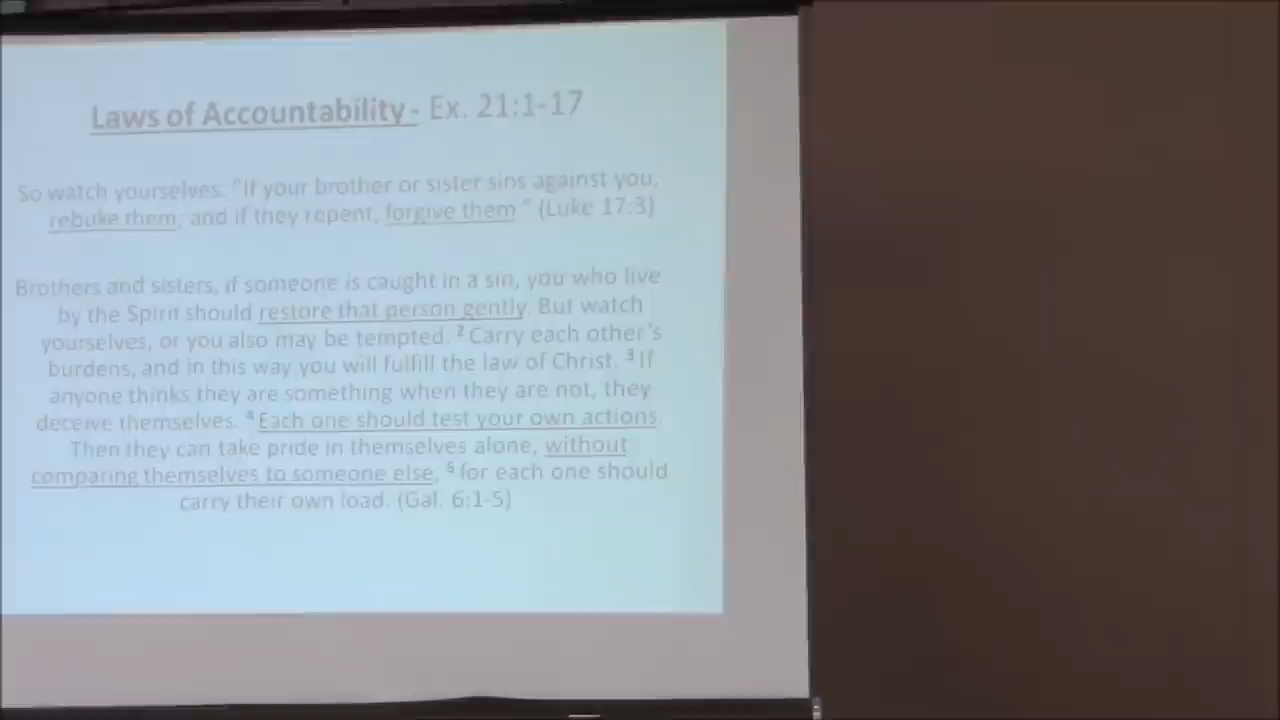 Laws of Accountability - Ex. 21:1-17
So watch yourselves. "If your brother or sister sins against you,
rebuke them, and if they repent, forgive them " (Luke 17:3)
Brothers and sisters, if someone is caught in a sin, you who live
by the Spirit should restore that person gently. But watch
yourselves, or you also may be tempted. ² Carry each other's
burdens, and in this way you will fulfill the law of Christ. ³ If
anyone thinks they are something when they are not, they
deceive themselves. ⁴ Each one should test your own actions.
Then they can take pride in themselves alone, without
comparing themselves to someone else, ⁵ for each one should
carry their own load. (Gal. 6:1-5)